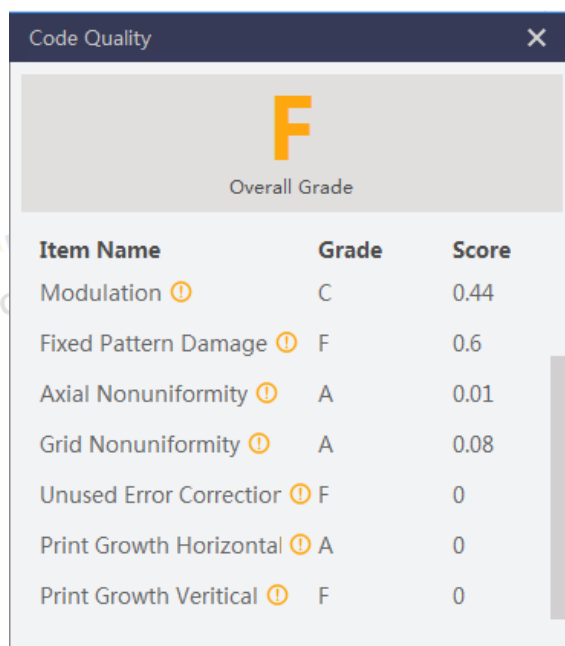 Code Quality
F
Overall Grade
Item Name Grade Score
Modulation C 0.44
Fixed Pattern Damage F 0.6
Axial Nonuniformity A 0.01
Grid Nonuniformity A 0.08
Unused Error Correction F 0
Print Growth Horizontal A 0
Print Growth Veritical F 0